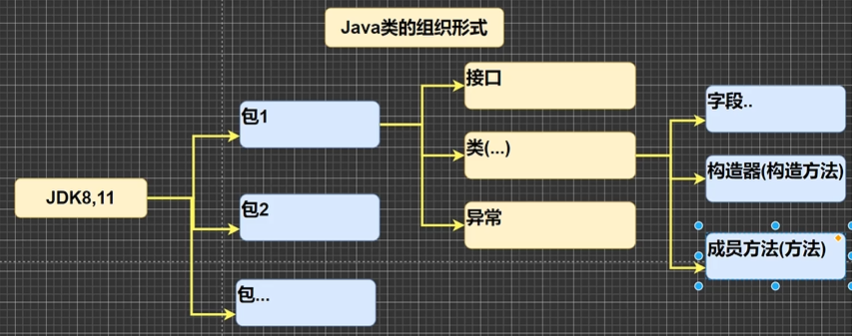 Java类的组织形式
JDK8,11
包1
包2
包...
接口
类(...)
异常
字段..
构造器(构造方法)
成员方法(方法)